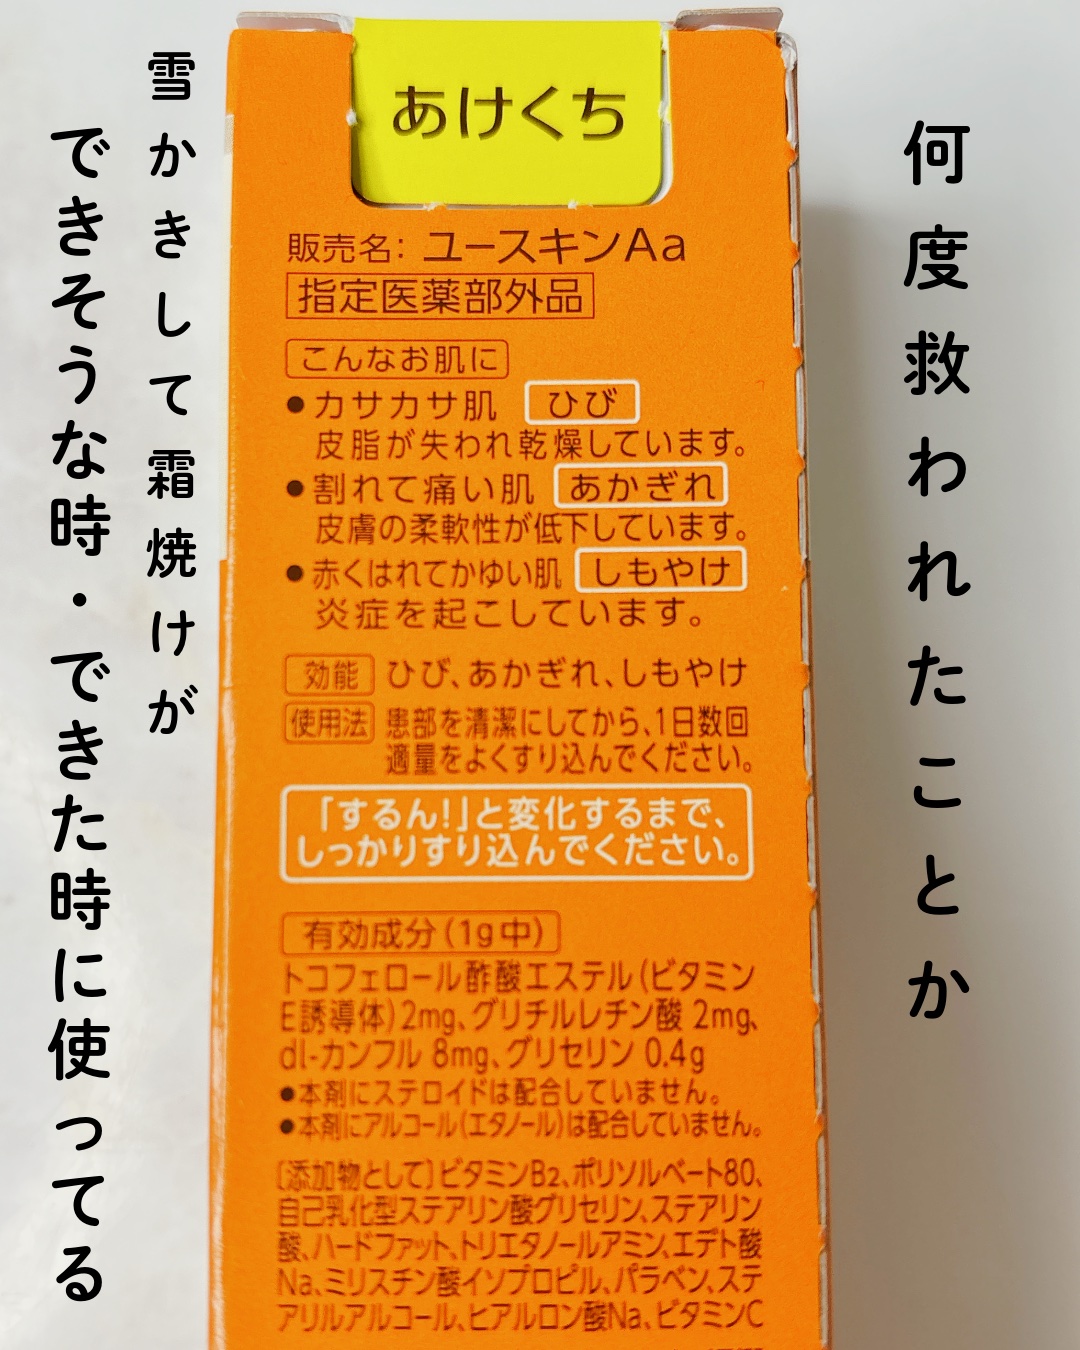 何度救われたことか
雪かきして霜焼けが
できそうな時・できた時に使ってる
あけくち
販売名: ユースキンAa
指定医薬部外品
こんなお肌に
●カサカサ肌 ひび
皮脂が失われ乾燥しています。
●割れて痛い肌 あかぎれ
皮膚の柔軟性が低下しています。
●赤くはれてかゆい肌 しもやけ
炎症を起こしています。
効能 ひび、あかぎれ、しもやけ
使用法 患部を清潔にしてから、1日数回
適量をよくすり込んでください。
「するん!」と変化するまで、
しっかりすり込んでください。
有効成分(1g中)
トコフェロール酢酸エステル(ビタミン
E誘導体)2mg、グリチルレチン酸 2mg、
dl-カンフル 8mg、グリセリン 0.4g
●本剤にステロイドは配合していません。
●本剤にアルコール(エタノール)は配合していません。
〔添加物として〕ビタミンB2、ポリソルベート80、
自己乳化型ステアリン酸グリセリン、ステアリン
酸、ハードファット、トリエタノールアミン、エデト酸
Na、ミリスチン酸イソプロピル、パラベン、ステ
アリルアルコール、ヒアルロン酸Na、ビタミンC